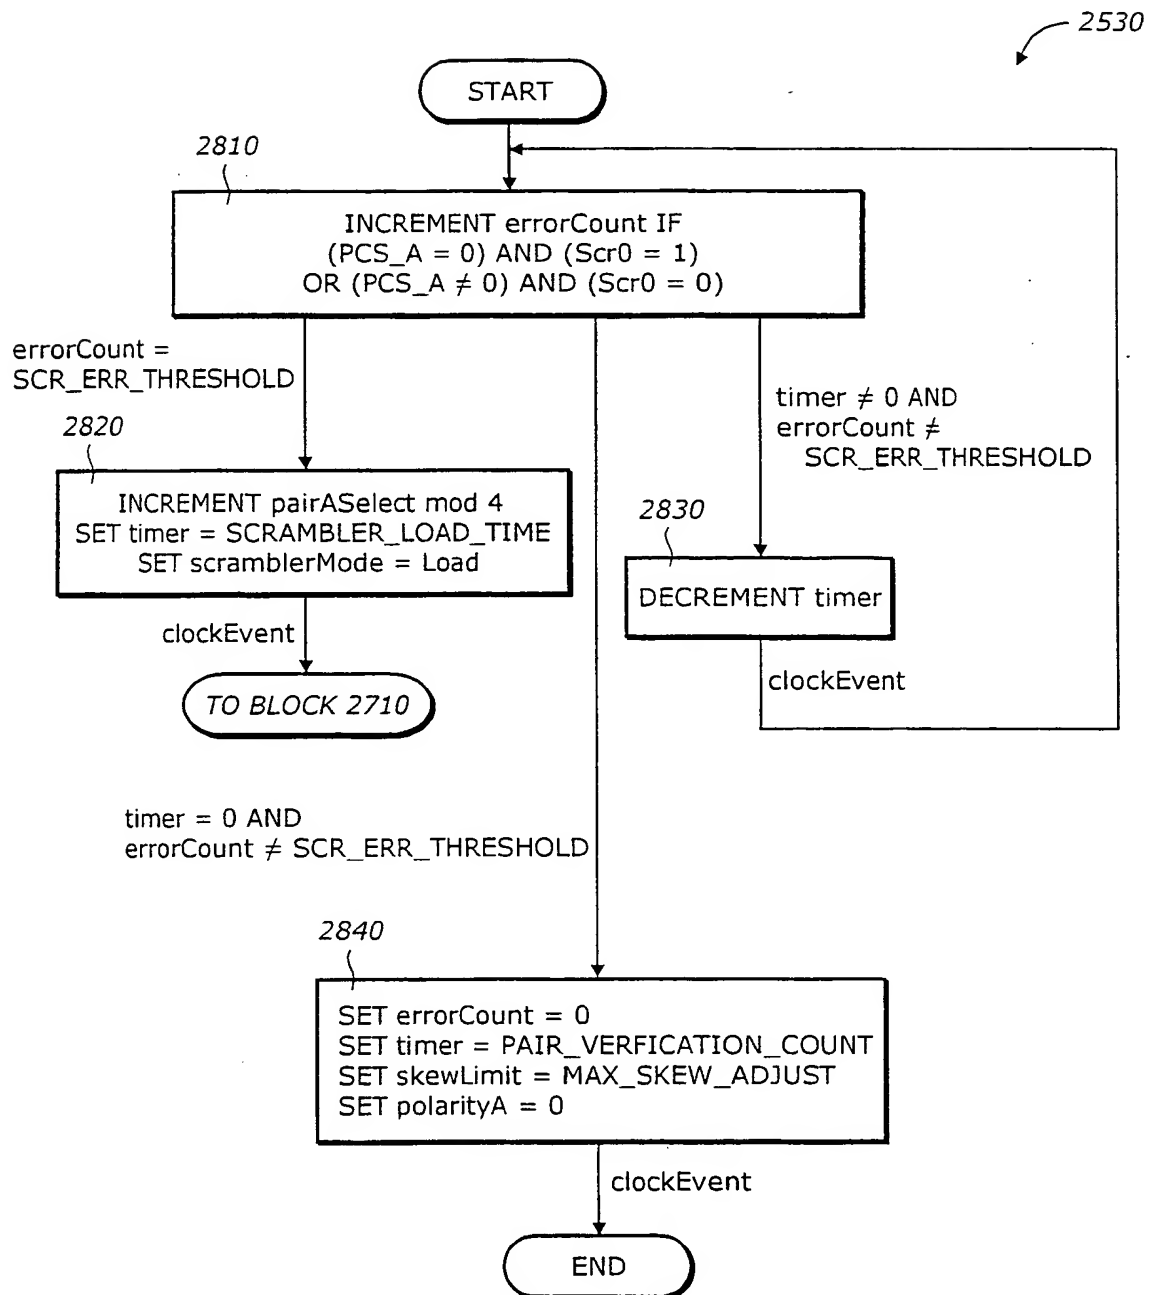 2530
START
2810
INCREMENT errorCount IF
(PCS_A = 0) AND (Scr0 = 1)
OR (PCS_A ≠ 0) AND (Scr0 = 0)
errorCount =
SCR_ERR_THRESHOLD
timer ≠ 0 AND
errorCount ≠
SCR_ERR_THRESHOLD
2820
INCREMENT pairASelect mod 4
SET timer = SCRAMBLER_LOAD_TIME
SET scramblerMode = Load
2830
DECREMENT timer
clockEvent
clockEvent
TO BLOCK 2710
timer = 0 AND
errorCount ≠ SCR_ERR_THRESHOLD
2840
SET errorCount = 0
SET timer = PAIR_VERFICATION_COUNT
SET skewLimit = MAX_SKEW_ADJUST
SET polarityA = 0
clockEvent
END